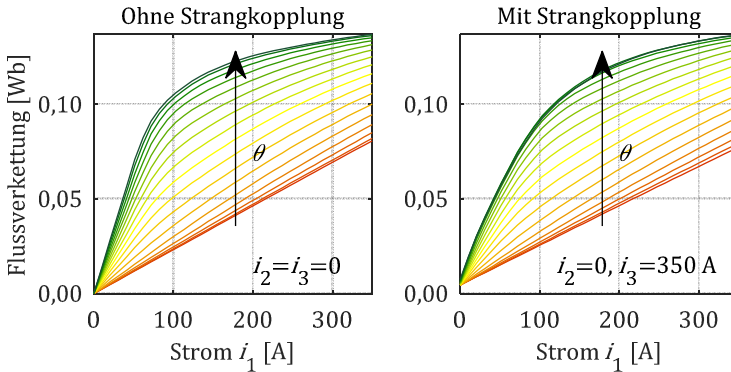 Ohne Strangkopplung
Flussverkettung [Wb]
0,10
0,05
0,00
θ
i2=i3=0
0 100 200 300
Strom i1 [A]
Mit Strangkopplung
0,10
0,05
0,00
θ
i2=0, i3=350 A
0 100 200 300
Strom i1 [A]